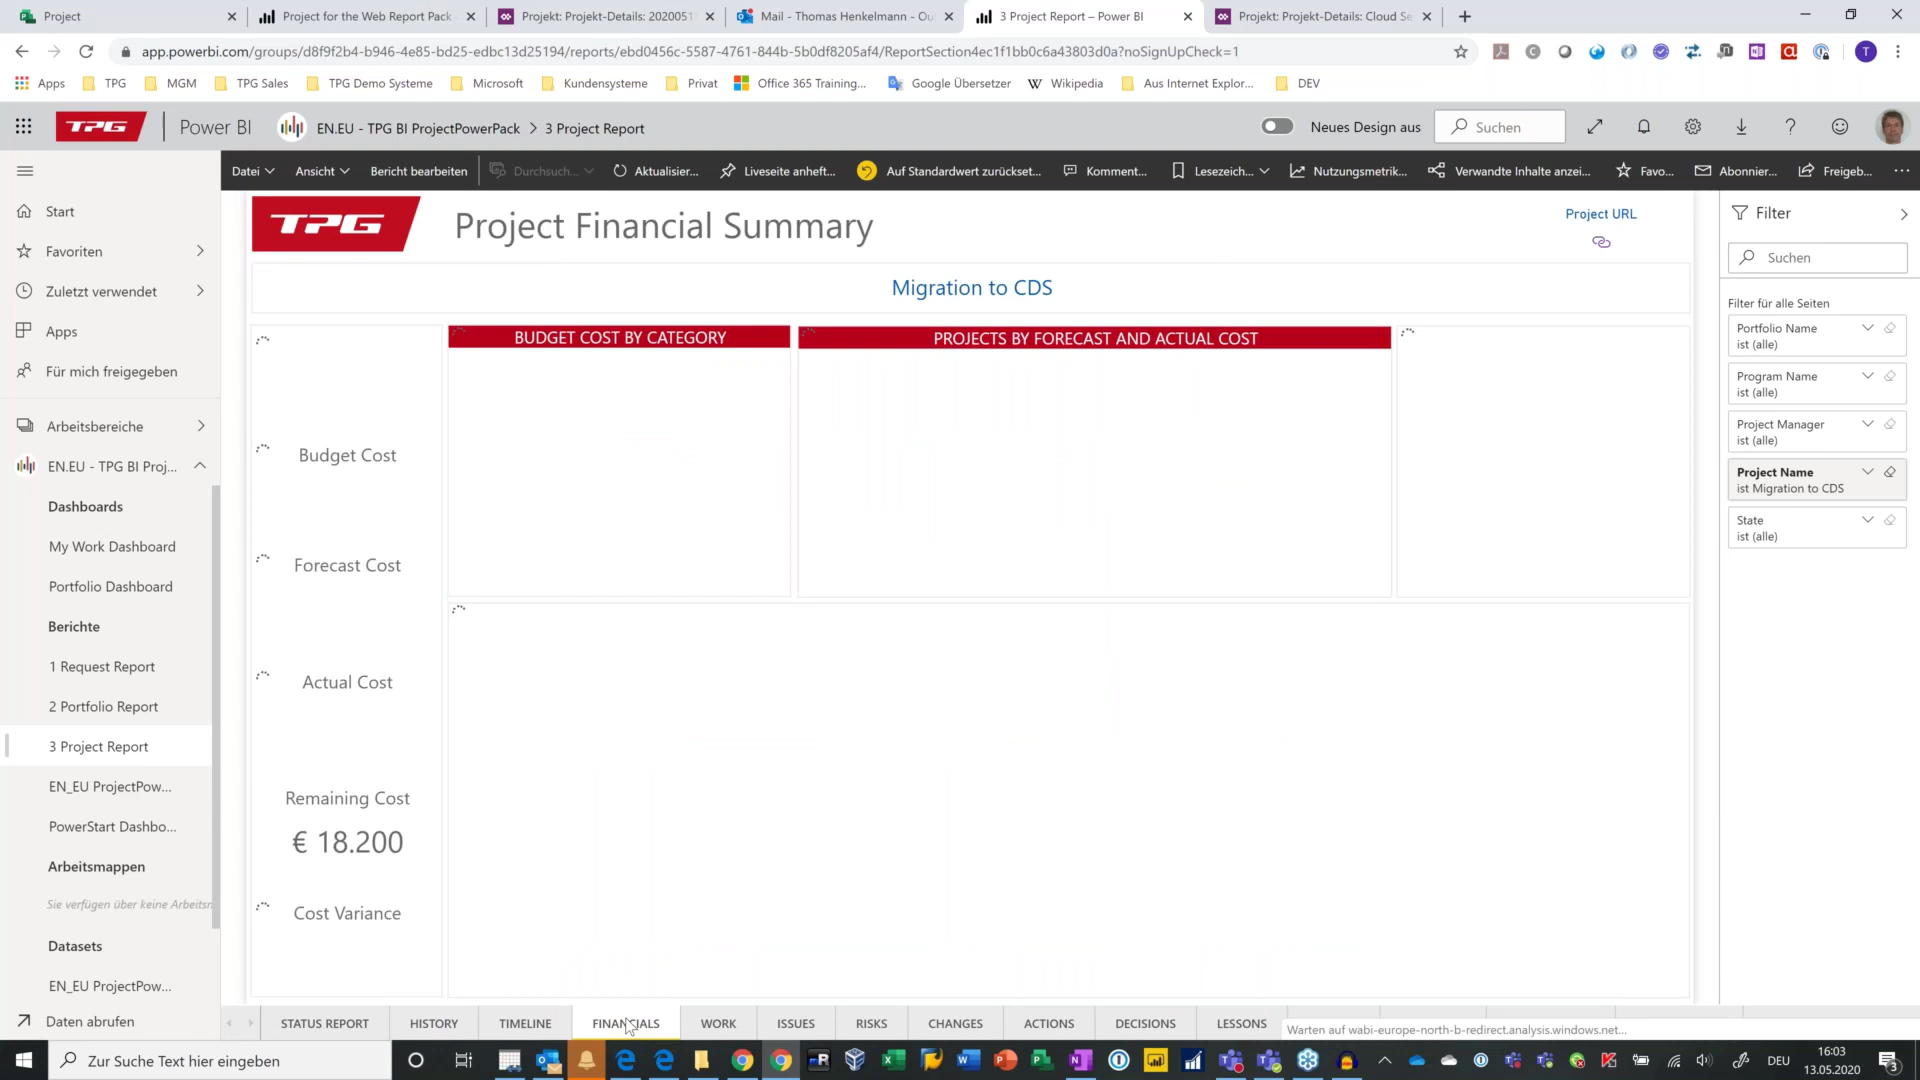 Project
Project for the Web Report Pack
Projekt: Projekt-Details: 2020051
Mail - Thomas Henkelmann - Ou
3 Project Report – Power BI
Projekt: Projekt-Details: Cloud Se
app.powerbi.com/groups/d8f9f2b4-b946-4e85-bd25-edbc13d25194/reports/ebd0456c-5587-4761-844b-5b0df8205af4/ReportSection4ec1f1bb0c6a43803d0a?noSignUpCheck=1
T
Apps
TPG
MGM
TPG Sales
TPG Demo Systeme
Microsoft
Kundensysteme
Privat
Office 365 Training...
Google Übersetzer
Wikipedia
Aus Internet Explor...
DEV
TPG
Power BI
EN.EU - TPG BI ProjectPowerPack > 3 Project Report
Neues Design aus
Suchen
Datei
Ansicht
Bericht bearbeiten
Durchsuch...
Aktualisier...
Liveseite anheft...
Auf Standardwert zurückset...
Komment...
Lesezeich...
Nutzungsmetrik...
Verwandte Inhalte anzei...
Favo...
Abonnier...
Freigeb...
Start
Favoriten
Zuletzt verwendet
Apps
Für mich freigegeben
Arbeitsbereiche
EN.EU - TPG BI Proj...
Dashboards
My Work Dashboard
Portfolio Dashboard
Berichte
1 Request Report
2 Portfolio Report
3 Project Report
EN_EU ProjectPow...
PowerStart Dashbo...
Arbeitsmappen
Sie verfügen über keine Arbeitsm
Datasets
EN_EU ProjectPow...
Daten abrufen
TPG
Project Financial Summary
Project URL
Migration to CDS
BUDGET COST BY CATEGORY
PROJECTS BY FORECAST AND ACTUAL COST
Budget Cost
Forecast Cost
Actual Cost
Remaining Cost
€ 18.200
Cost Variance
Filter
Suchen
Filter für alle Seiten
Portfolio Name
ist (alle)
Program Name
ist (alle)
Project Manager
ist (alle)
Project Name
ist Migration to CDS
State
ist (alle)
STATUS REPORT
HISTORY
TIMELINE
FINANCIALS
WORK
ISSUES
RISKS
CHANGES
ACTIONS
DECISIONS
LESSONS
Warten auf wabi-europe-north-b-redirect.analysis.windows.net...
Zur Suche Text hier eingeben
DEU
16:03
13.05.2020
3